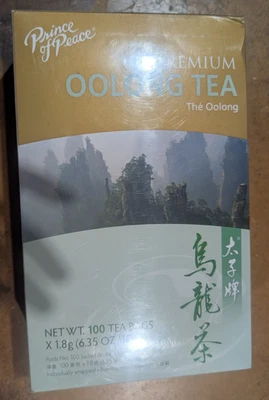 Prince of Peace
PREMIUM
OOLONG TEA
Thé Oolong
太子牌
烏龍茶
NET WT. 100 TEA BAGS
X 1.8g (6.35 OZ